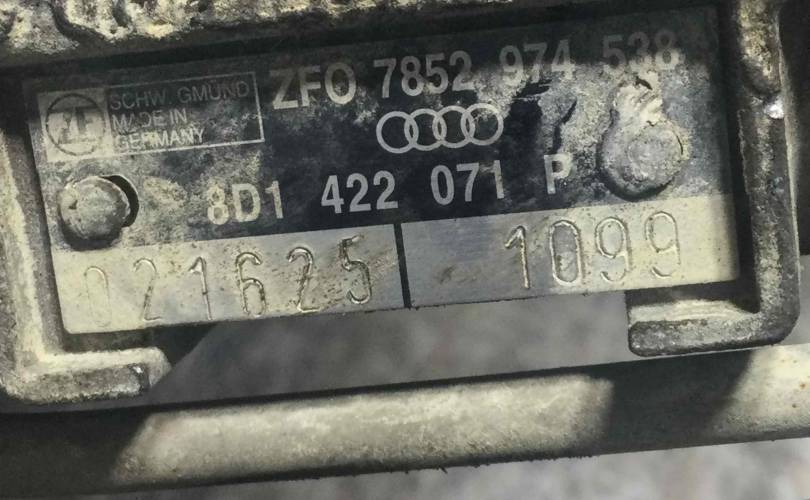 ZFO 7852 974 538
ZF
SCHW. GMÜND
MADE IN
GERMANY
8D1 422 071 P
021625 1099